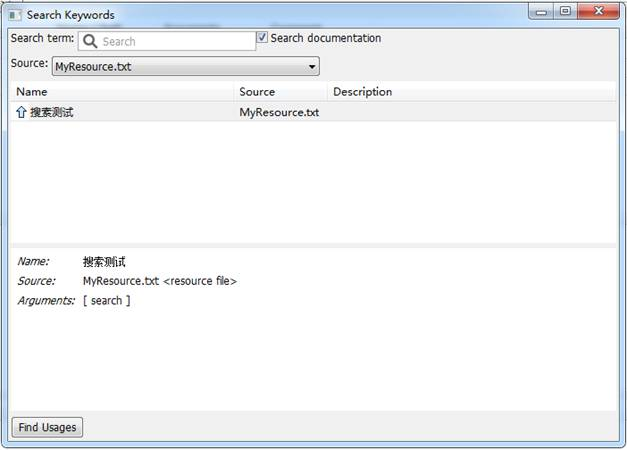 Search Keywords
Search term: Search Search documentation
Source: MyResource.txt
Name Source Description
搜索测试 MyResource.txt
Name: 搜索测试
Source: MyResource.txt <resource file>
Arguments: [ search ]
Find Usages